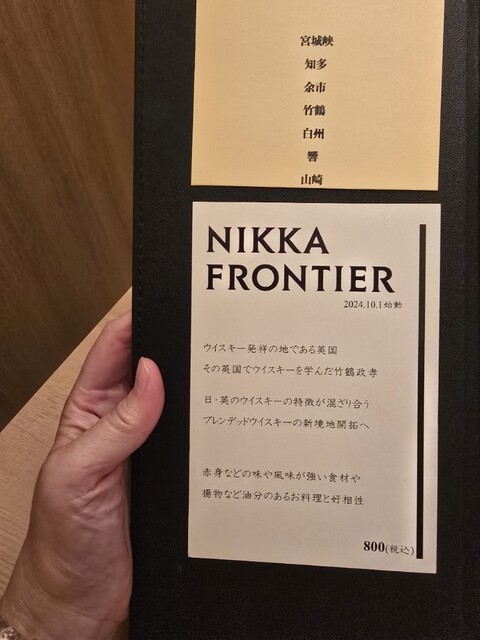 宮城峡
知多
余市
竹鶴
白州
響
山崎
NIKKA
FRONTIER
2024.10.1始動
ウイスキー発祥の地である英国
その英国でウイスキーを学んだ竹鶴政孝
日・英のウイスキーの特徴が混ざり合う
ブレンデッドウイスキーの新境地開拓へ
赤身などの味や風味が強い食材や
揚物など油分のあるお料理と好相性
800(税込)